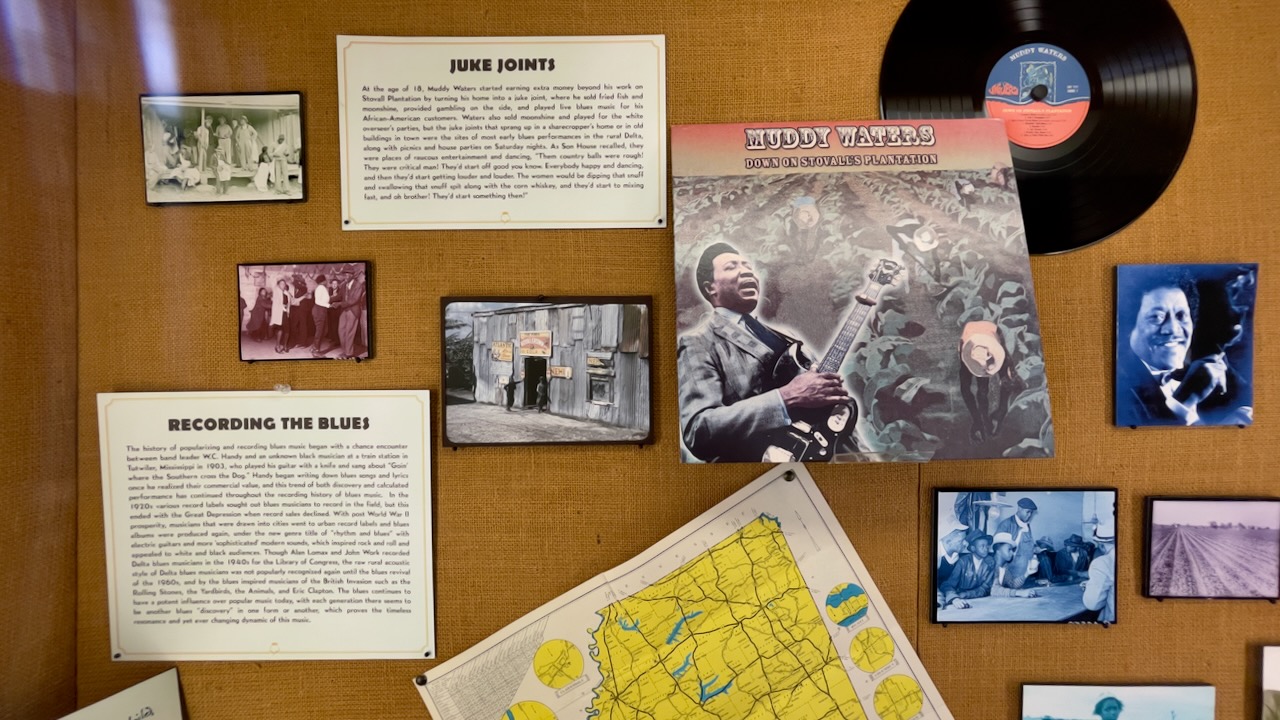 JUKE JOINTS
At the age of 18, Muddy Waters started earning extra money beyond his work on
Stovall Plantation by turning his home into a juke joint, where he sold fried fish and
moonshine, provided gambling on the side, and played live blues music for his
African-American customers. Waters also sold moonshine and played for the white
overseer's parties, but the juke joints that sprang up in a sharecropper's home or in old
buildings in town were the sites of most early blues performances in the rural Delta,
along with picnics and house parties on Saturday nights. As Son House recalled, they
were places of raucous entertainment and dancing, "Them country balls were rough!
They were critical man! They'd start off good you know. Everybody happy and dancing,
and then they'd start getting louder and louder. The women would be dipping that snuff
and swallowing that snuff spit along with the corn whiskey, and they'd start to mixing
fast, and oh brother! They'd start something then!"
MUDDY WATERS
MUDDY WATERS
DOWN ON STOVALL'S PLANTATION
RECORDING THE BLUES
The history of popularizing and recording blues music began with a chance encounter
between band leader W.C. Handy and an unknown black musician at a train station in
Tutwiler, Mississippi in 1903, who played his guitar with a knife and sang about "Goin'
where the Southern cross the Dog." Handy began writing down blues songs and lyrics
once he realized their commercial value, and this trend of both discovery and calculated
performance has continued throughout the recording history of blues music. In the
1920s various record labels sought out blues musicians to record in the field, but this
ended with the Great Depression when record sales declined. With post World War II
prosperity, musicians that were drawn into cities went to urban record labels and blues
albums were produced again, under the new genre title of "rhythm and blues" with
electric guitars and more 'sophisticated' modern sounds, which inspired rock and roll and
appealed to white and black audiences. Though Alan Lomax and John Work recorded
Delta blues musicians in the 1940s for the Library of Congress, the raw rural acoustic
style of Delta blues musicians was not popularly recognized again until the blues revival
of the 1960s, and by the blues inspired musicians of the British Invasion such as the
Rolling Stones, the Yardbirds, the Animals, and Eric Clapton. The blues continues to
have a potent influence over popular music today, with each generation there seems to
be another blues "discovery" in one form or another, which proves the timeless
resonance and yet ever changing dynamic of this music.